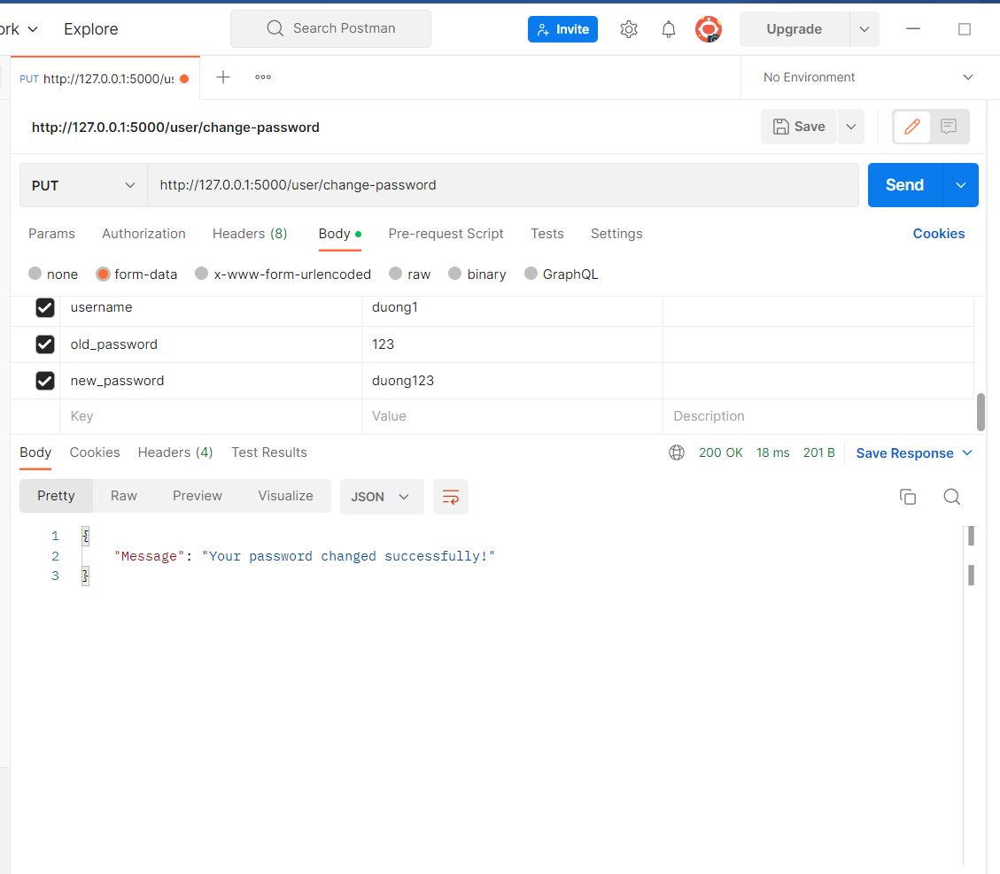 ork Explore Search Postman Invite Upgrade
PUT http://127.0.0.1:5000/us No Environment
http://127.0.0.1:5000/user/change-password Save
PUT http://127.0.0.1:5000/user/change-password Send
Params Authorization Headers (8) Body Pre-request Script Tests Settings Cookies
none form-data x-www-form-urlencoded raw binary GraphQL
username duong1
old_password 123
new_password duong123
Key Value Description
Body Cookies Headers (4) Test Results 200 OK 18 ms 201 B Save Response
Pretty Raw Preview Visualize JSON
1 {
2 "Message": "Your password changed successfully!"
3 }